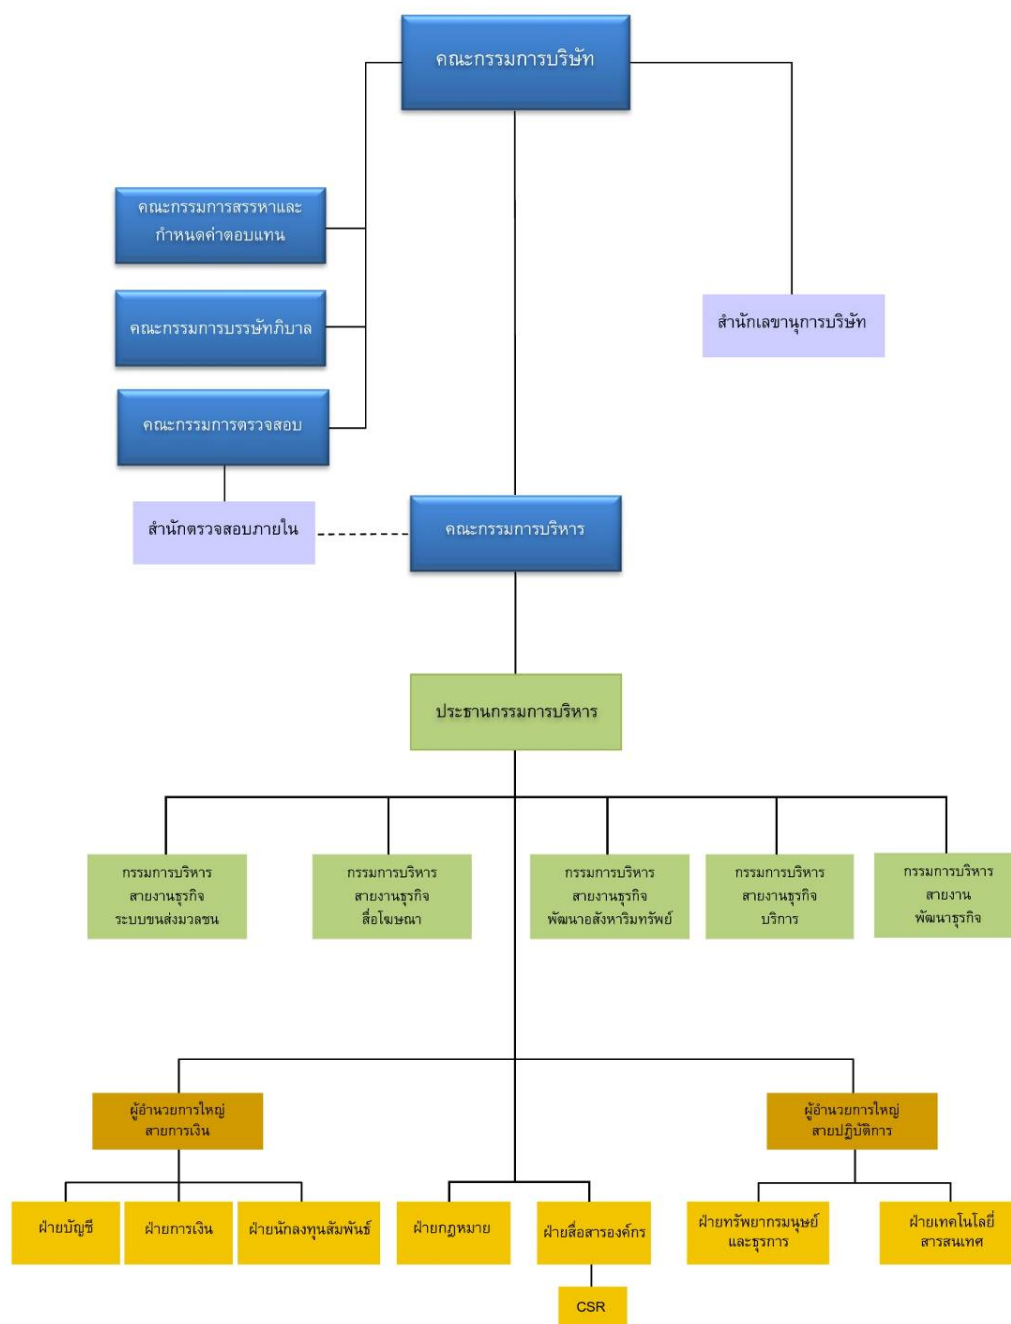 คณะกรรมการบริษัท
คณะกรรมการสรรหาและ
กำหนดค่าตอบแทน
คณะกรรมการบรรษัทภิบาล
สำนักเลขานุการบริษัท
คณะกรรมการตรวจสอบ
สำนักตรวจสอบภายใน
คณะกรรมการบริหาร
ประธานกรรมการบริหาร
กรรมการบริหาร
สายงานธุรกิจ
ระบบขนส่งมวลชน
กรรมการบริหาร
สายงานธุรกิจ
สื่อโฆษณา
กรรมการบริหาร
สายงานธุรกิจ
พัฒนาอสังหาริมทรัพย์
กรรมการบริหาร
สายงานธุรกิจ
บริการ
กรรมการบริหาร
สายงาน
พัฒนาธุรกิจ
ผู้อำนวยการใหญ่
สายการเงิน
ผู้อำนวยการใหญ่
สายปฏิบัติการ
ฝ่ายบัญชี
ฝ่ายการเงิน
ฝ่ายนักลงทุนสัมพันธ์
ฝ่ายกฎหมาย
ฝ่ายสื่อสารองค์กร
ฝ่ายทรัพยากรมนุษย์
และธุรการ
ฝ่ายเทคโนโลยี่
สารสนเทศ
CSR